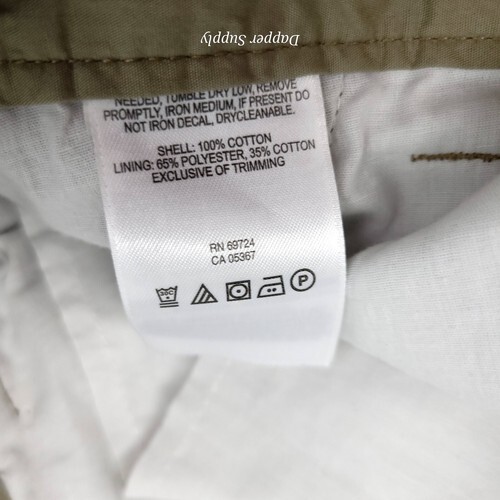 Dapper Supply
NEEDED, TUMBLE DRY LOW, REMOVE
PROMPTLY, IRON MEDIUM, IF PRESENT DO
NOT IRON DECAL, DRYCLEANABLE.
SHELL: 100% COTTON
LINING: 65% POLYESTER, 35% COTTON
EXCLUSIVE OF TRIMMING
RN 69724
CA 05367
30C
P